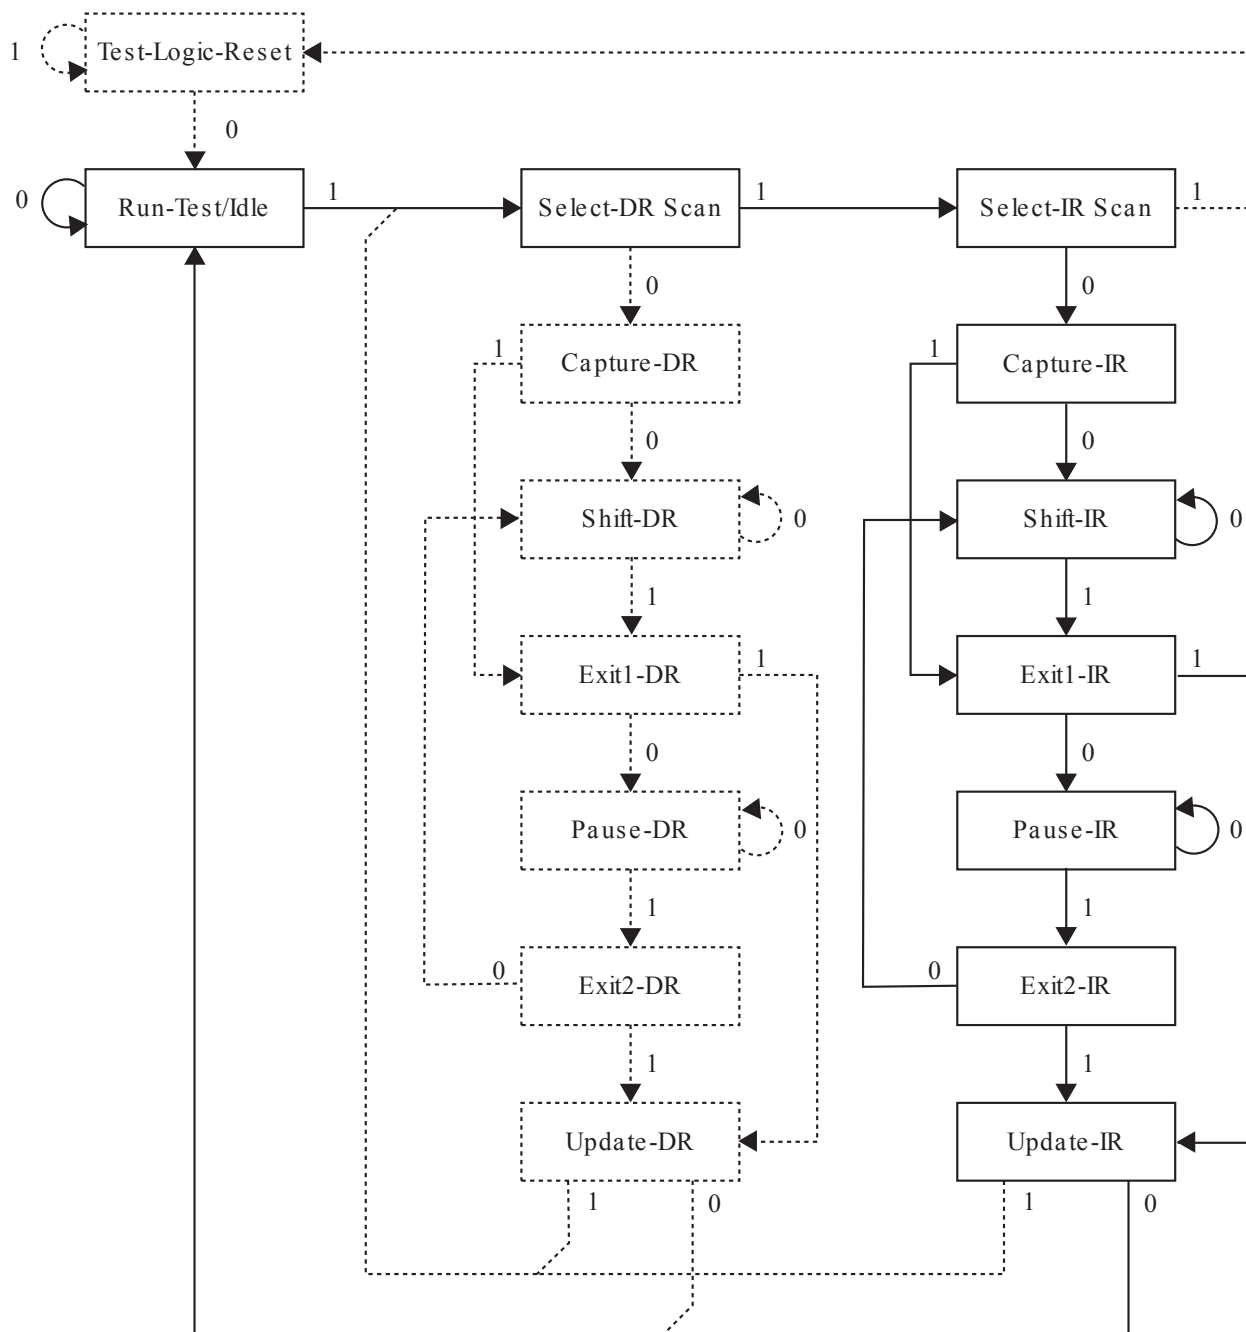 1 Test-Logic-Reset
0
0 Run-Test/Idle 1 Select-DR Scan 1 Select-IR Scan 1
0 0
1 Capture-DR 1 Capture-IR
0 0
Shift-DR 0 Shift-IR 0
1 1
Exit1-DR 1 Exit1-IR 1
0 0
Pause-DR 0 Pause-IR 0
1 1
0 Exit2-DR 0 Exit2-IR
1 1
Update-DR Update-IR
1 0 1 0